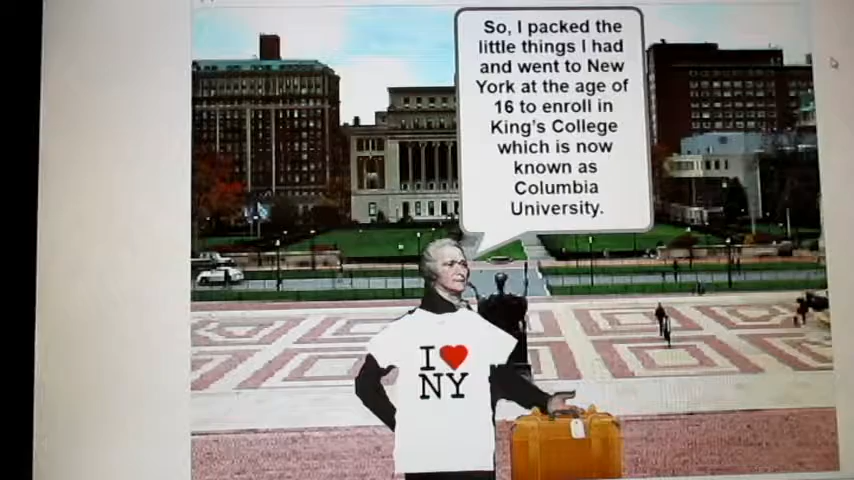 So, I packed the
little things I had
and went to New
York at the age of
16 to enroll in
King's College
which is now
known as
Columbia
University.
I ❤
NY